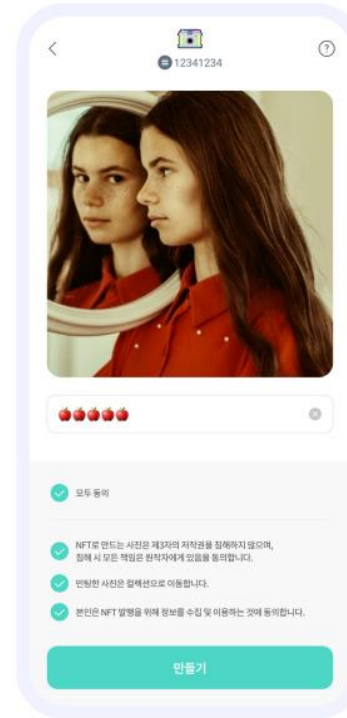 12341234
🍎🍎🍎🍎🍎
모두 동의
NFT로 만드는 사진은 제3자의 저작권을 침해하지 않으며,
침해 시 모든 책임은 원작자에게 있음을 동의합니다.
민팅한 사진은 컬렉션으로 이동합니다.
본인은 NFT 발행을 위해 정보를 수집 및 이용하는 것에 동의합니다.
만들기